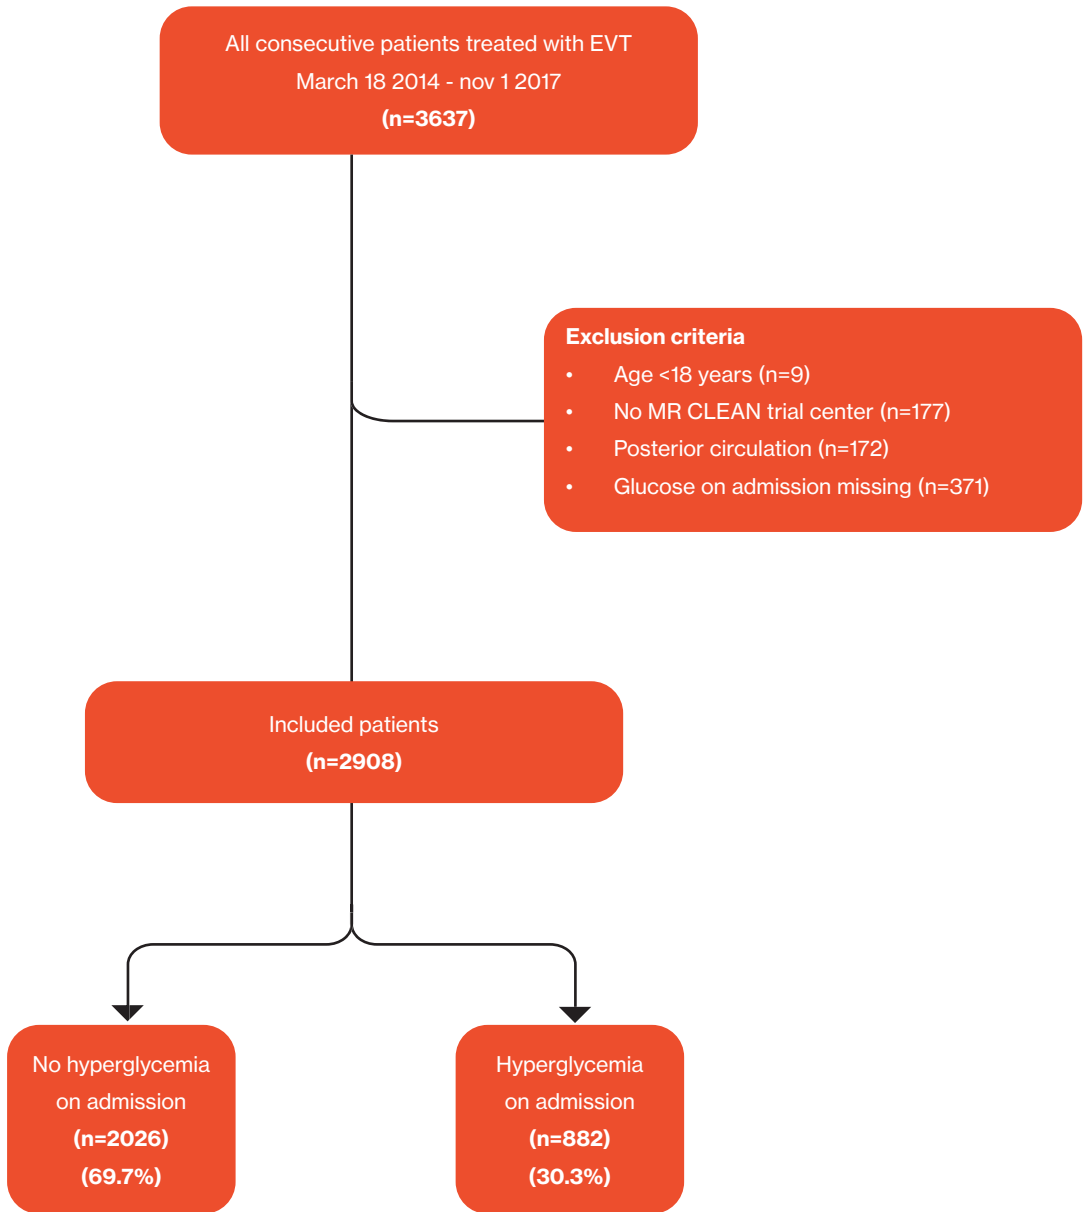 All consecutive patients treated with EVT
March 18 2014 - nov 1 2017
(n=3637)
Exclusion criteria
• Age <18 years (n=9)
• No MR CLEAN trial center (n=177)
• Posterior circulation (n=172)
• Glucose on admission missing (n=371)
Included patients
(n=2908)
No hyperglycemia
on admission
(n=2026)
(69.7%)
Hyperglycemia
on admission
(n=882)
(30.3%)